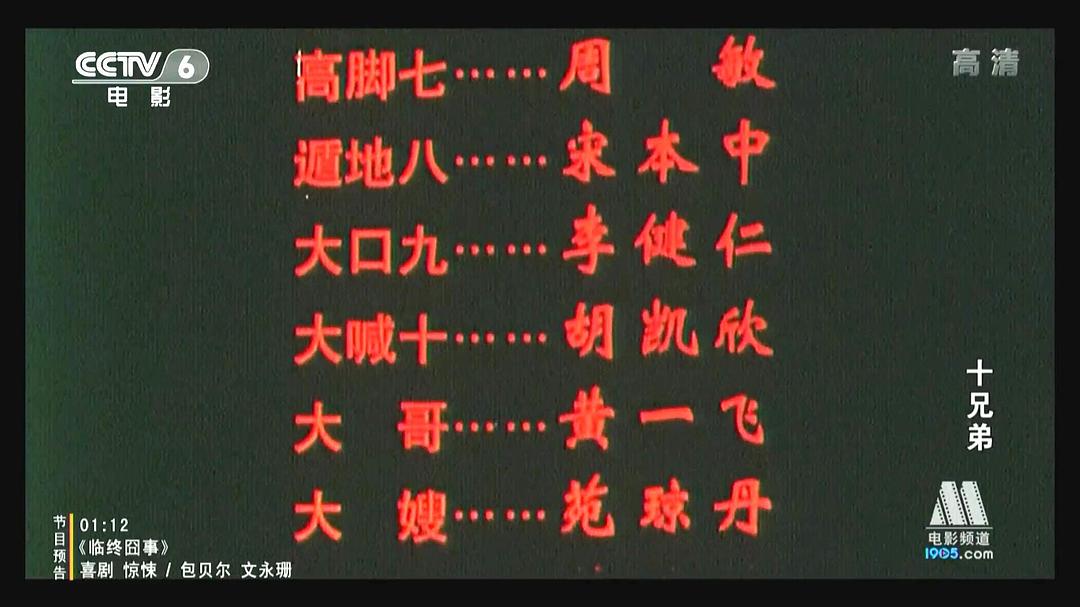 CCTV 6
电影
高清
高脚七……周敏
遁地八……宋本中
大口九……李健仁
大喊十……胡凯欣
大哥……黄一飞
大嫂……苑琼丹
十兄弟
电影频道
1905.com
节目预告
01:12
《临终囧事》
喜剧 惊悚 / 包贝尔 文永珊